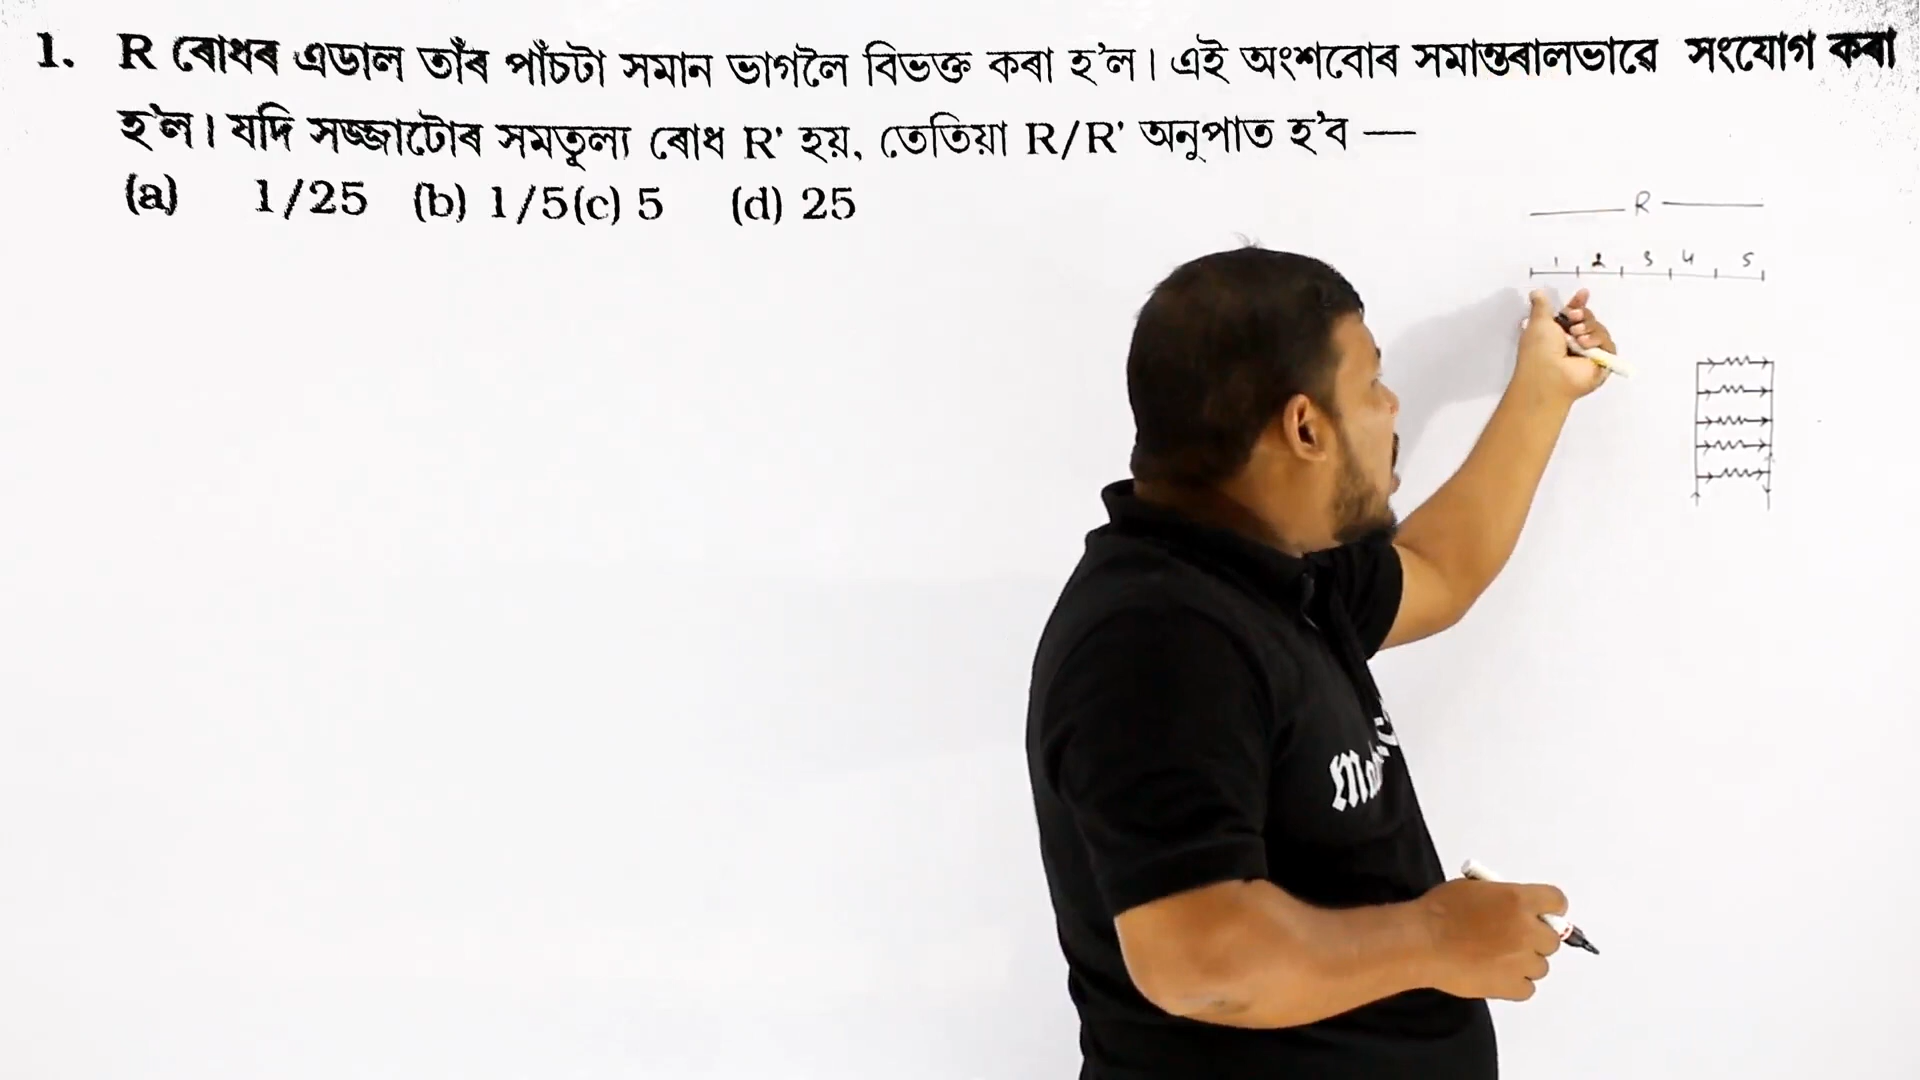 1. R ৰোধৰ এডাল তাঁৰ পাঁচটা সমান ভাগলৈ বিভক্ত কৰা হ'ল। এই অংশবোৰ সমান্তৰালভাৱে সংযোগ কৰা
হ'ল। যদি সজ্জাটোৰ সমতুল্য ৰোধ R' হয়, তেতিয়া R/R' অনুপাত হ'ব —
(a) 1/25 (b) 1/5(c) 5 (d) 25
R
1 2 3 4 5